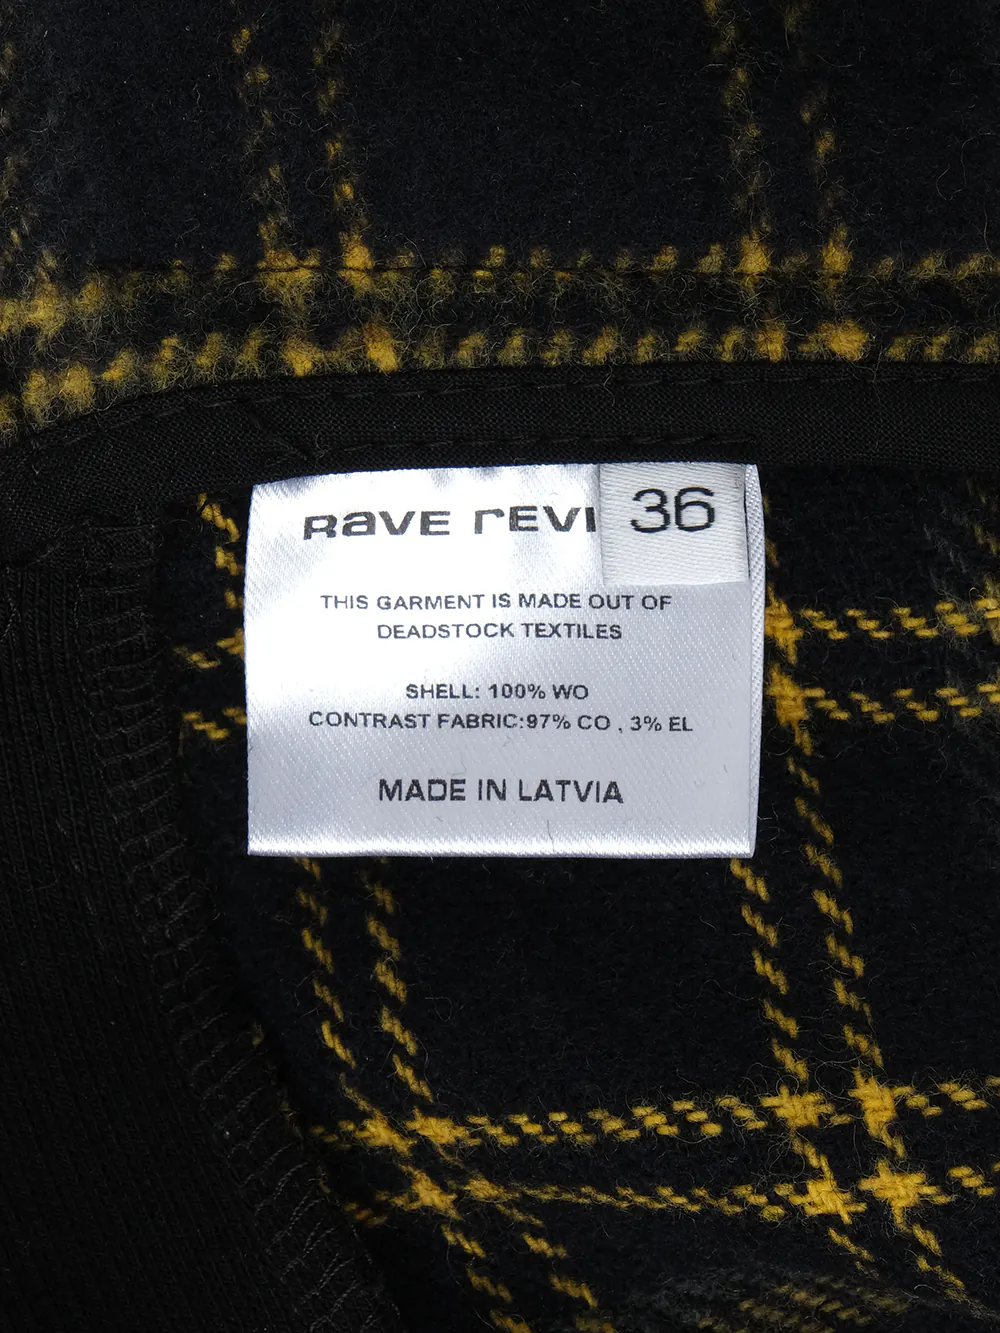 RaVE reVI
36
THIS GARMENT IS MADE OUT OF
DEADSTOCK TEXTILES
SHELL: 100% WO
CONTRAST FABRIC:97% CO , 3% EL
MADE IN LATVIA